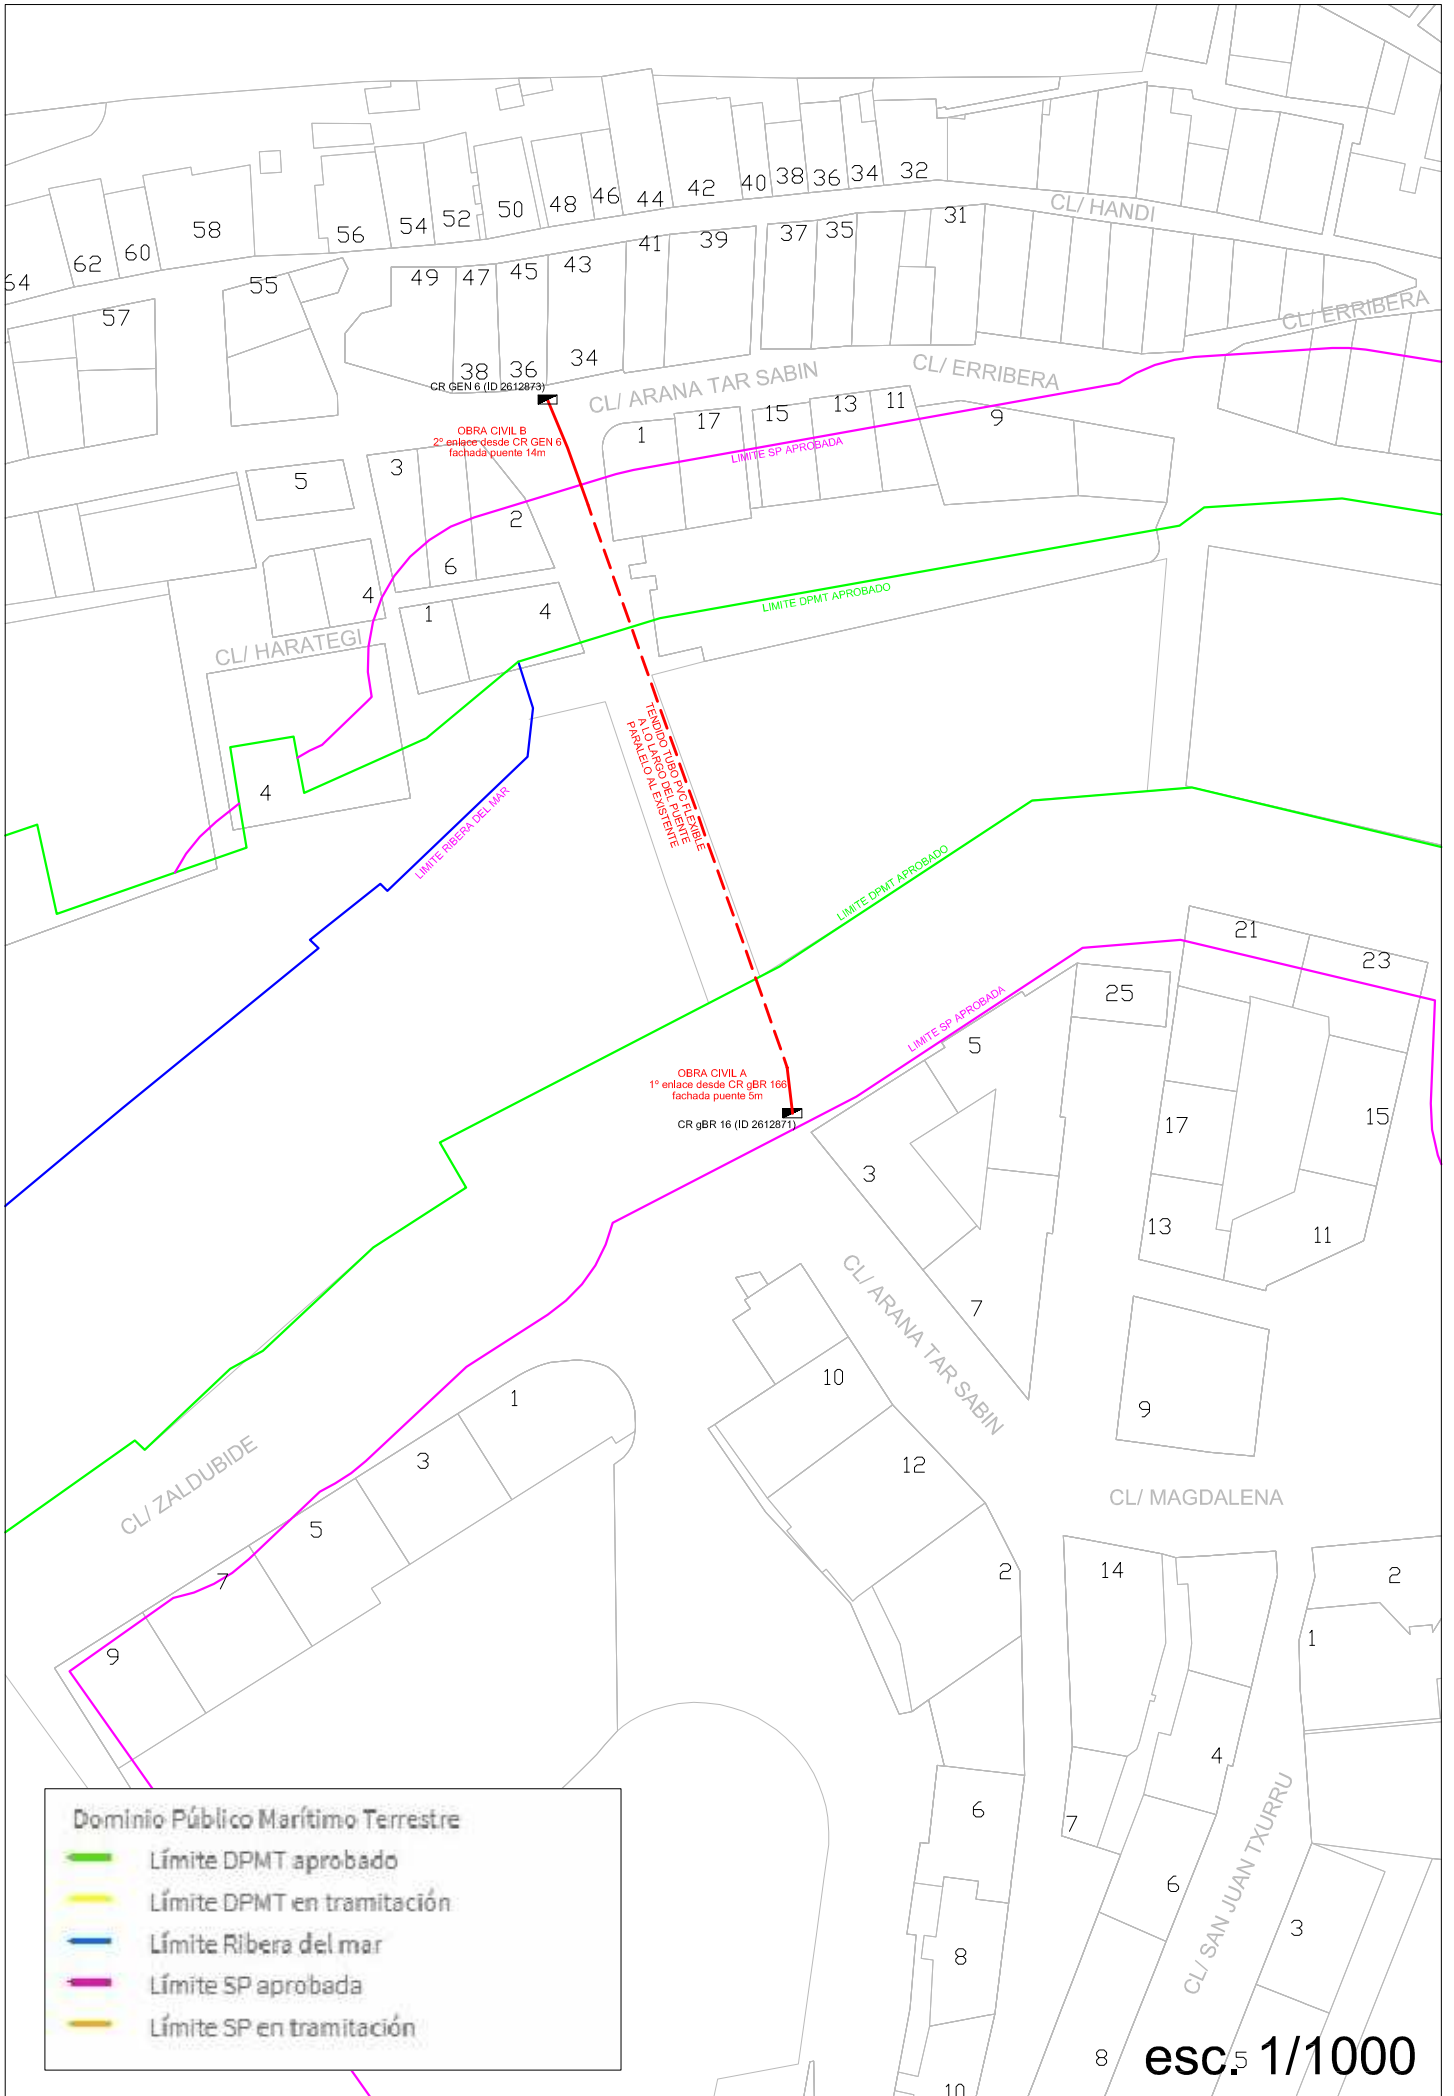 CL/ HANDI
32
34
36
38
40
42
44
46
48
50
52
54
56
58
60
62
64
31
35
37
39
41
43
45
47
49
55
57
CL/ ERRIBERA
38
36
34
CR GEN 6 (ID 2612873)
CL/ ARANA TAR SABIN
CL/ ERRIBERA
OBRA CIVIL B
2º enlace desde CR GEN 6
fachada puente 14m
1
17
15
13
11
9
LIMITE SP APROBADA
5
3
2
6
4
1
4
LIMITE DPMT APROBADO
CL/ HARATEGI
4
LIMITE RIBERA DEL MAR
TENDIDO TUBO PVC FLEXIBLE
A LO LARGO DEL PUENTE
PARALELO AL EXISTENTE
LIMITE DPMT APROBADO
21
23
25
LIMITE SP APROBADA
5
OBRA CIVIL A
1º enlace desde CR gBR 166
fachada puente 5m
CR gBR 16 (ID 2612871)
3
17
15
13
11
7
CL/ ARANA TAR SABIN
10
12
9
1
3
5
7
9
CL/ ZALDUBIDE
CL/ MAGDALENA
2
14
2
1
4
7
6
6
8
3
CL/ SAN JUAN TXURRU
8
5
10
Dominio Público Marítimo Terrestre
Límite DPMT aprobado
Límite DPMT en tramitación
Límite Ribera del mar
Límite SP aprobada
Límite SP en tramitación
esc. 1/1000